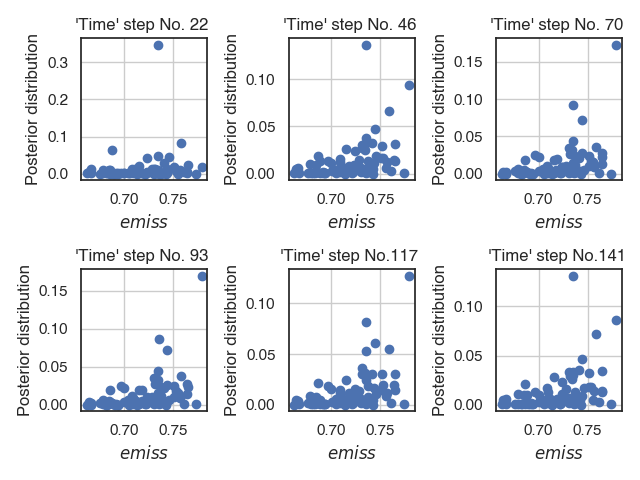 'Time' step No. 22
Posterior distribution
0.3
0.2
0.1
0.0
0.70 0.75
emiss
'Time' step No. 46
Posterior distribution
0.10
0.05
0.00
0.70 0.75
emiss
'Time' step No. 70
Posterior distribution
0.15
0.10
0.05
0.00
0.70 0.75
emiss
'Time' step No. 93
Posterior distribution
0.15
0.10
0.05
0.00
0.70 0.75
emiss
'Time' step No.117
Posterior distribution
0.10
0.05
0.00
0.70 0.75
emiss
'Time' step No.141
Posterior distribution
0.10
0.05
0.00
0.70 0.75
emiss